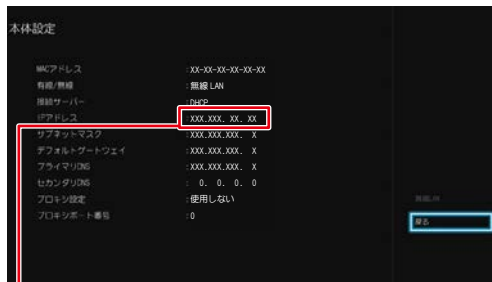 本体設定
MACアドレス :XX-XX-XX-XX-XX-XX
有線/無線 :無線 LAN
接続サーバー :DHCP
IPアドレス :XXX.XXX. XX. XX
サブネットマスク :XXX.XXX.XXX. X
デフォルトゲートウェイ :XXX.XXX.XXX. X
プライマリDNS :XXX.XXX.XXX. X
セカンダリDNS : 0. 0. 0. 0
プロキシ設定 :使用しない
プロキシポート番号 :0
戻る